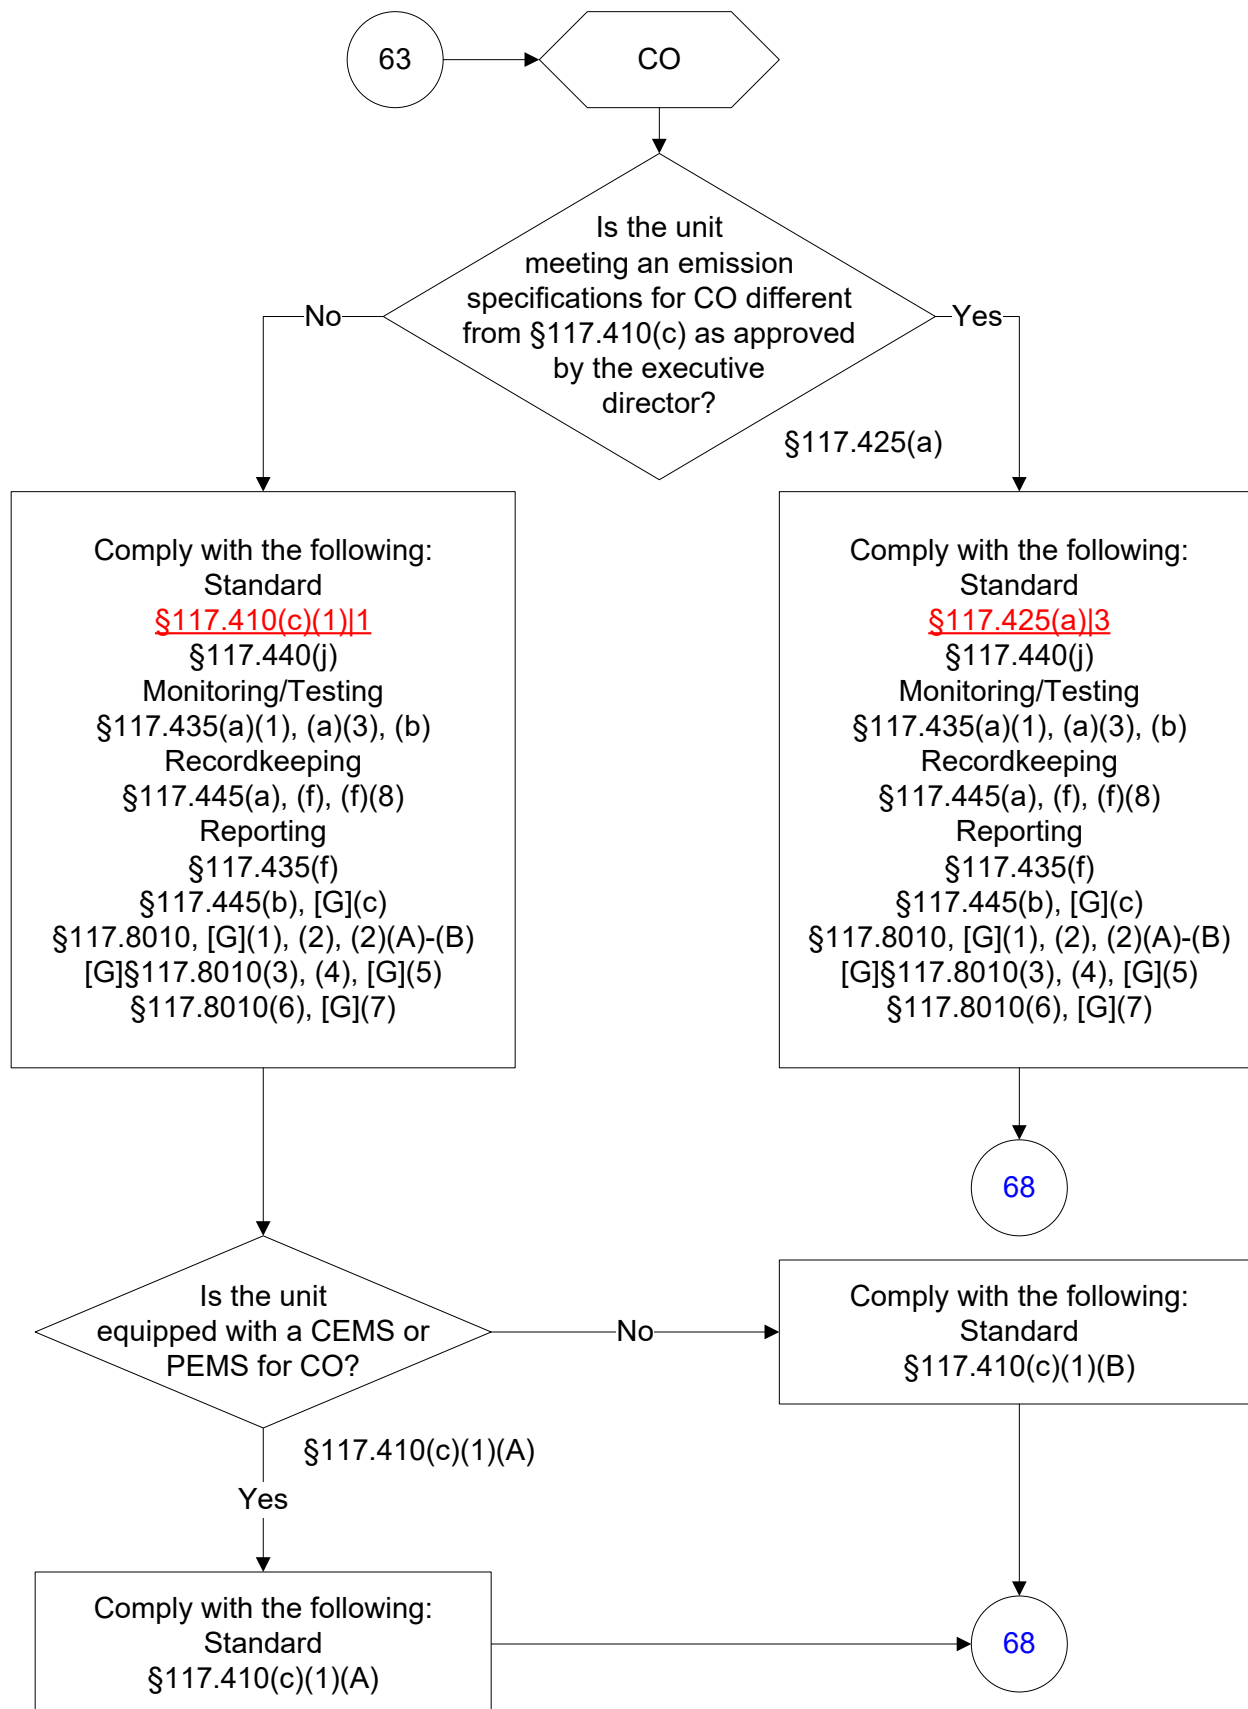 63
CO
Is the unit
meeting an emission
specifications for CO different
from §117.410(c) as approved
by the executive
director?
No
Yes
§117.425(a)
Comply with the following:
Standard
§117.410(c)(1)|1
§117.440(j)
Monitoring/Testing
§117.435(a)(1), (a)(3), (b)
Recordkeeping
§117.445(a), (f), (f)(8)
Reporting
§117.435(f)
§117.445(b), [G](c)
§117.8010, [G](1), (2), (2)(A)-(B)
[G]§117.8010(3), (4), [G](5)
§117.8010(6), [G](7)
Comply with the following:
Standard
§117.425(a)|3
§117.440(j)
Monitoring/Testing
§117.435(a)(1), (a)(3), (b)
Recordkeeping
§117.445(a), (f), (f)(8)
Reporting
§117.435(f)
§117.445(b), [G](c)
§117.8010, [G](1), (2), (2)(A)-(B)
[G]§117.8010(3), (4), [G](5)
§117.8010(6), [G](7)
68
Is the unit
equipped with a CEMS or
PEMS for CO?
No
Comply with the following:
Standard
§117.410(c)(1)(B)
§117.410(c)(1)(A)
Yes
Comply with the following:
Standard
§117.410(c)(1)(A)
68